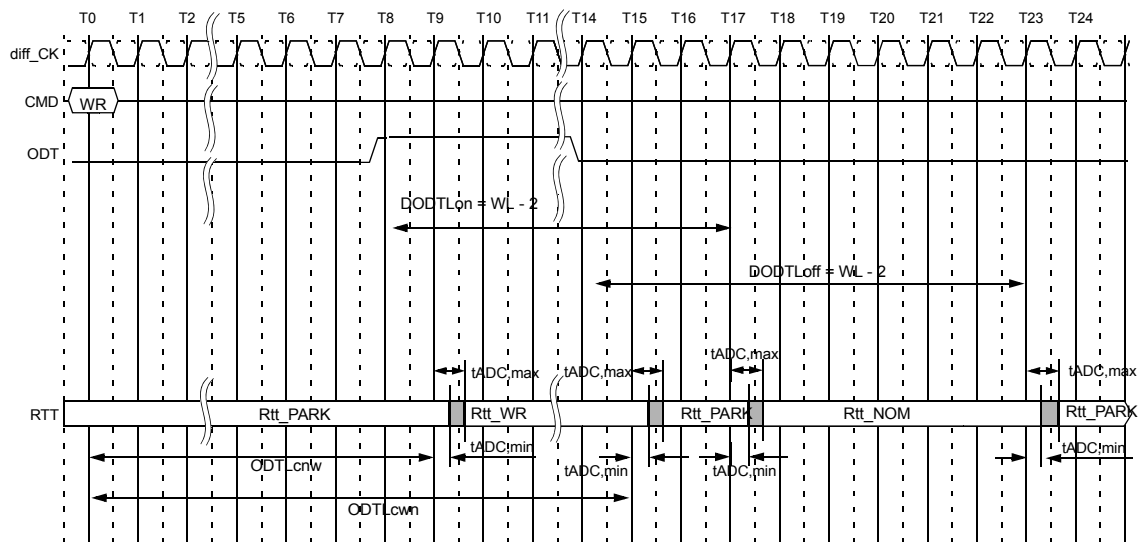 T0 T1 T2 T5 T6 T7 T8 T9 T10 T11 T14 T15 T16 T17 T18 T19 T20 T21 T22 T23 T24
diff_CK
CMD WR
ODT
DODTLon = WL - 2
DODTLoff = WL - 2
tADC,max
tADC,max tADC,max tADC,max
RTT Rtt_PARK Rtt_WR Rtt_PARK Rtt_NOM Rtt_PARK
tADC,min tADC,min
ODTLcnw tADC,min tADC,min
ODTLcwn